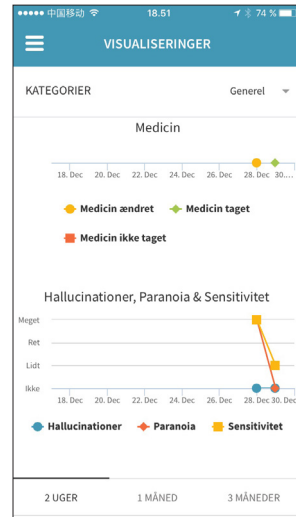 中国移动 18.51 74 %
VISUALISERINGER
KATEGORIER Generel
Medicin
18. Dec 20. Dec 22. Dec 24. Dec 26. Dec 28. Dec 30....
Medicin ændret Medicin taget
Medicin ikke taget
Hallucinationer, Paranoia & Sensitivitet
Meget
Ret
Lidt
Ikke
18. Dec 20. Dec 22. Dec 24. Dec 26. Dec 28. Dec 30. Dec
Hallucinationer Paranoia Sensitivitet
2 UGER 1 MÅNED 3 MÅNEDER